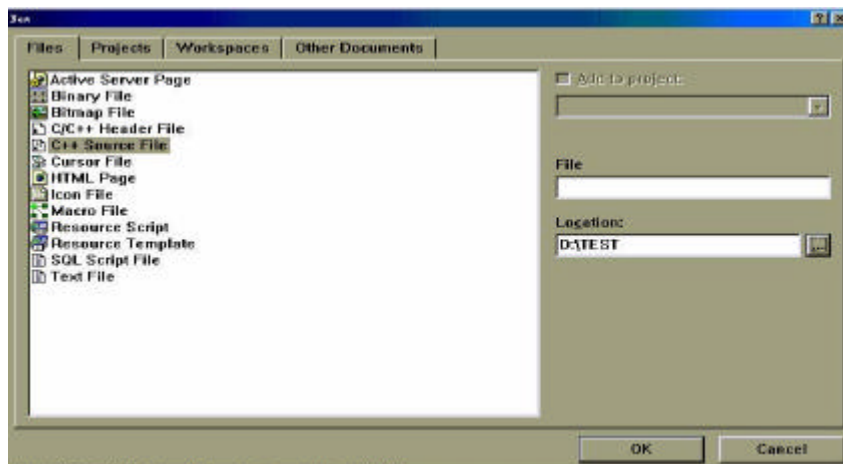 Files Projects Workspaces Other Documents
Active Server Page
Binary File
Bitmap File
C/C++ Header File
C++ Source File
Cursor File
HTML Page
Icon File
Macro File
Resource Script
Resource Template
SQL Script File
Text File
Add to project:
File
Location:
D:\TEST
...
OK Cancel